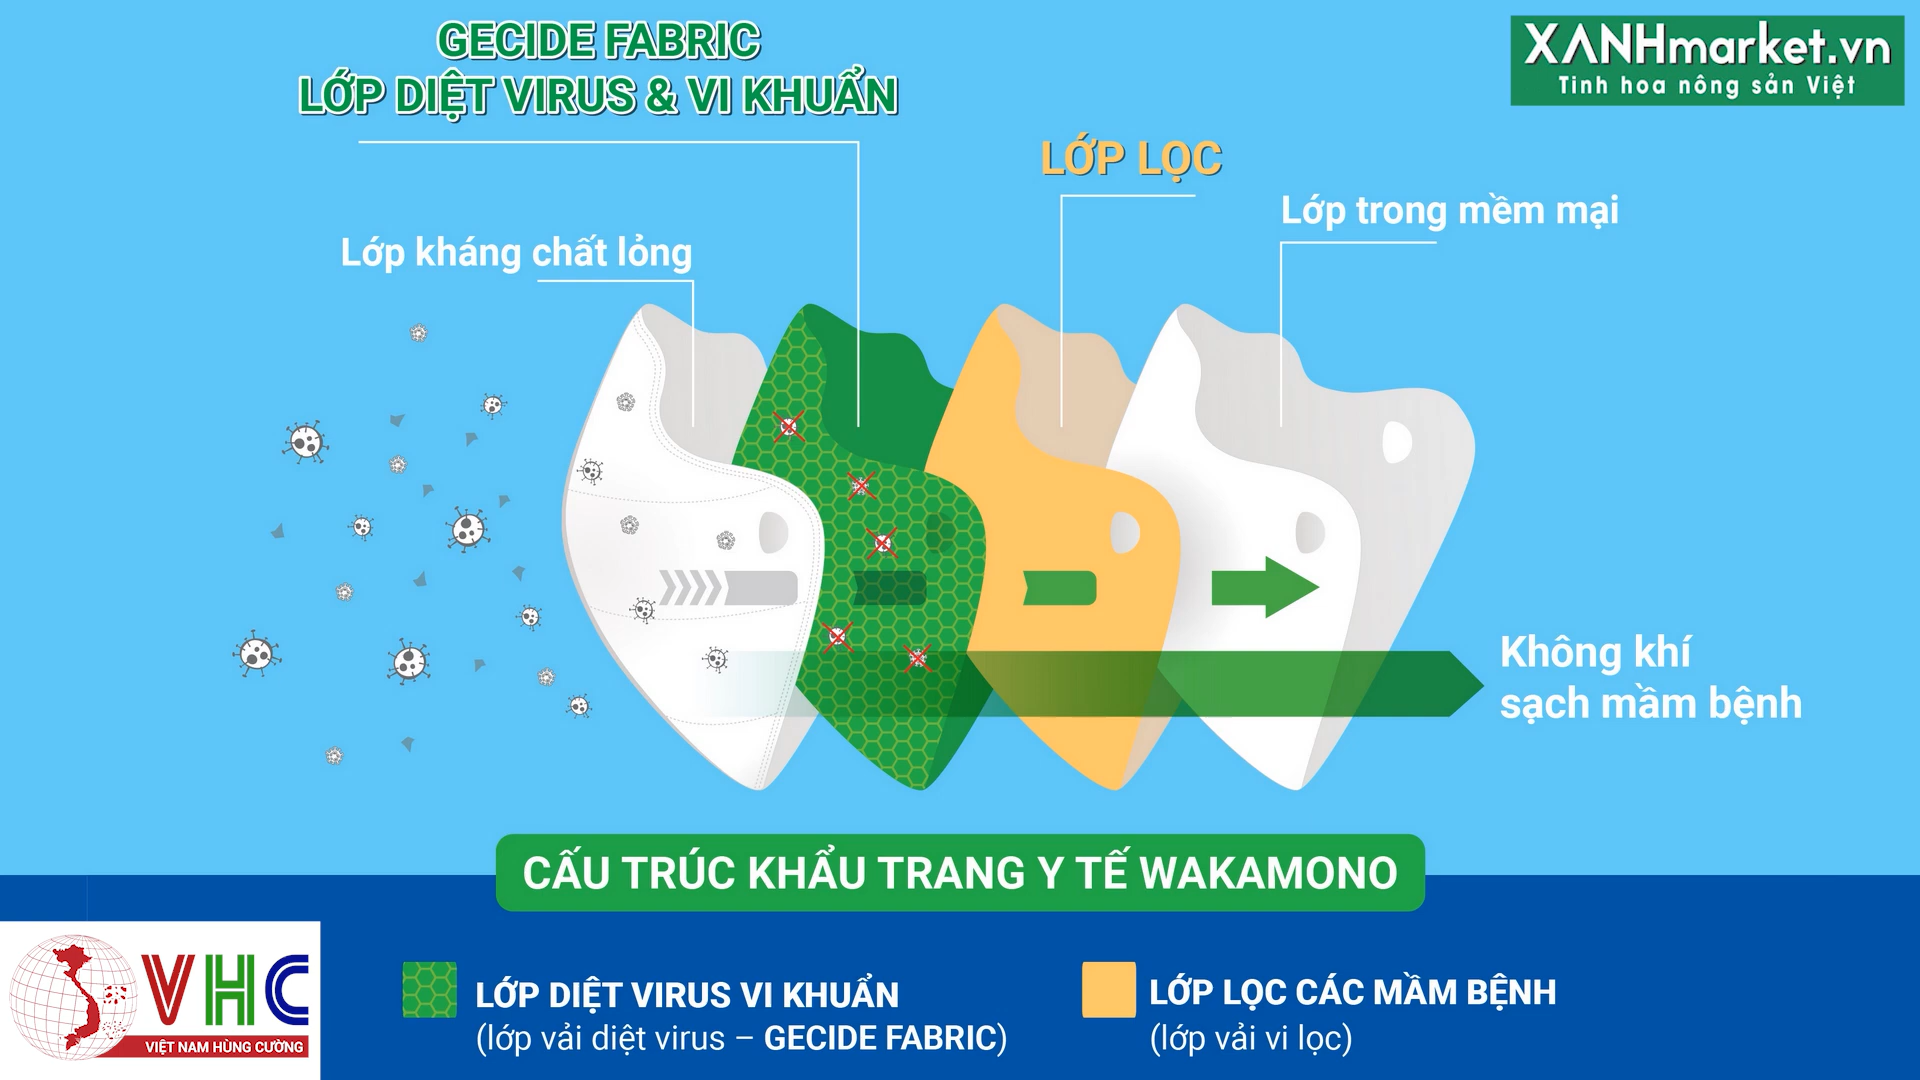 GECIDE FABRIC
LỚP DIỆT VIRUS & VI KHUẨN
XANHmarket.vn
Tinh hoa nông sản Việt
LỚP LỌC
Lớp trong mềm mại
Lớp kháng chất lỏng
Không khí
sạch mầm bệnh
CẤU TRÚC KHẨU TRANG Y TẾ WAKAMONO
VHC
VIỆT NAM HÙNG CƯỜNG
LỚP DIỆT VIRUS VI KHUẨN
(lớp vải diệt virus – GECIDE FABRIC)
LỚP LỌC CÁC MẦM BỆNH
(lớp vải vi lọc)